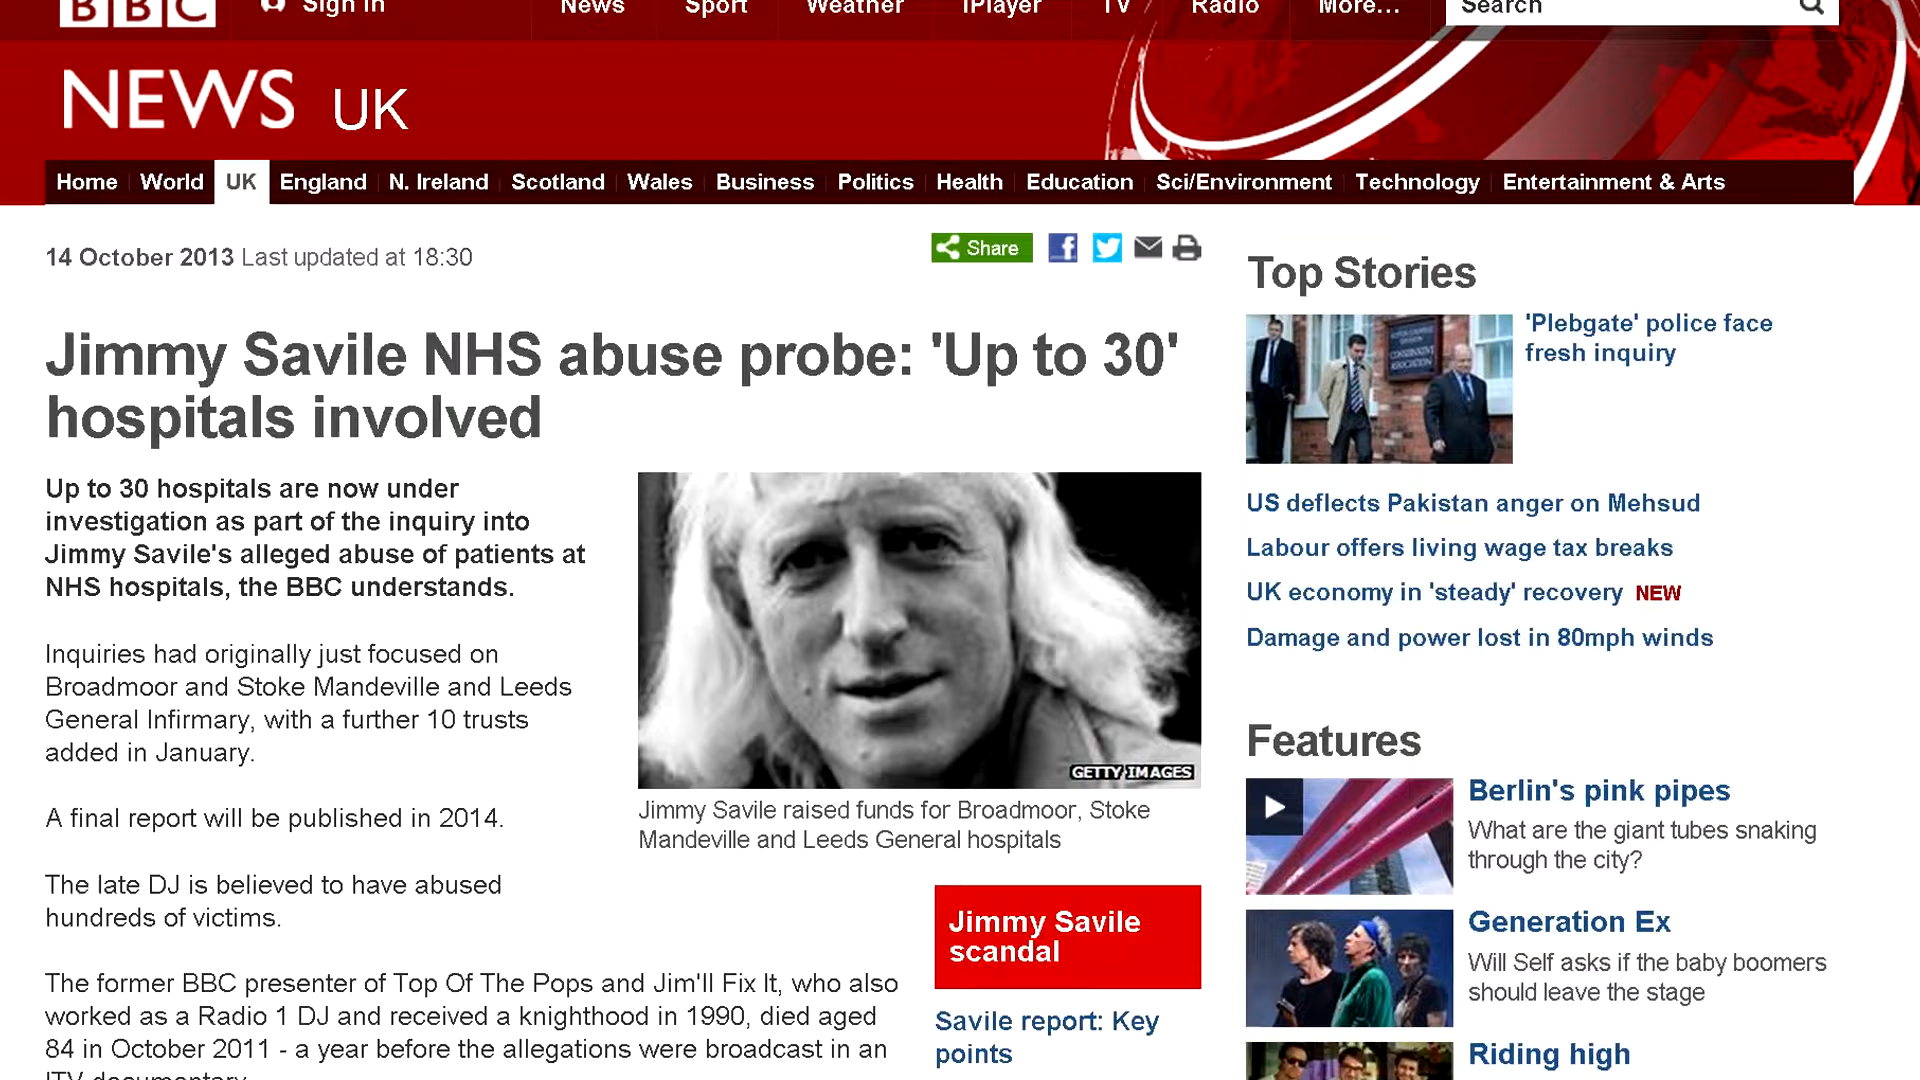 BBC
Sign in
News
Sport
Weather
iPlayer
TV
Radio
More...
Search
NEWS UK
Home
World
UK
England
N. Ireland
Scotland
Wales
Business
Politics
Health
Education
Sci/Environment
Technology
Entertainment & Arts
14 October 2013 Last updated at 18:30
Share
Jimmy Savile NHS abuse probe: 'Up to 30'
hospitals involved
Up to 30 hospitals are now under
investigation as part of the inquiry into
Jimmy Savile's alleged abuse of patients at
NHS hospitals, the BBC understands.
Inquiries had originally just focused on
Broadmoor and Stoke Mandeville and Leeds
General Infirmary, with a further 10 trusts
added in January.
A final report will be published in 2014.
The late DJ is believed to have abused
hundreds of victims.
The former BBC presenter of Top Of The Pops and Jim'll Fix It, who also
worked as a Radio 1 DJ and received a knighthood in 1990, died aged
84 in October 2011 - a year before the allegations were broadcast in an
ITV documentary.
GETTY IMAGES
Jimmy Savile raised funds for Broadmoor, Stoke
Mandeville and Leeds General hospitals
Jimmy Savile
scandal
Savile report: Key
points
Top Stories
CONSERVATIVE
ASSOCIATION
'Plebgate' police face
fresh inquiry
US deflects Pakistan anger on Mehsud
Labour offers living wage tax breaks
UK economy in 'steady' recovery NEW
Damage and power lost in 80mph winds
Features
Berlin's pink pipes
What are the giant tubes snaking
through the city?
Generation Ex
Will Self asks if the baby boomers
should leave the stage
Riding high